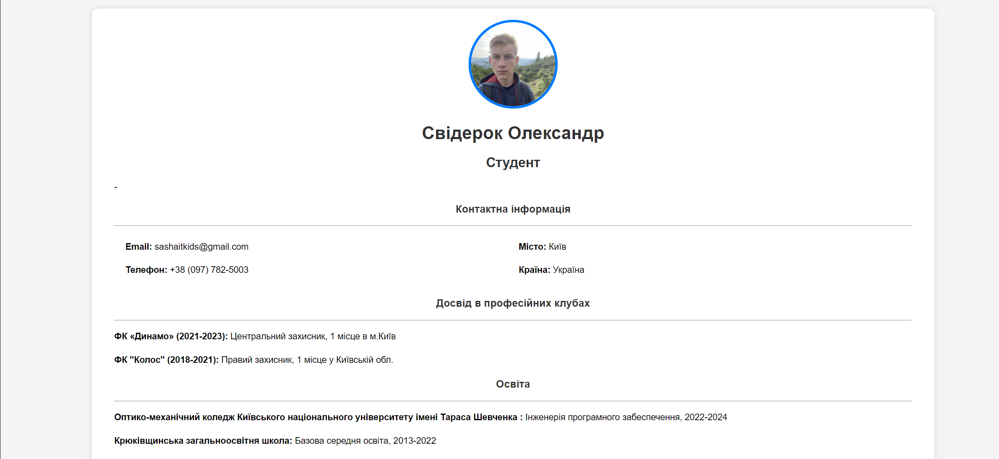 Свідерок Олександр
Студент
-
Контактна інформація
Email: sashaitkids@gmail.com
Місто: Київ
Телефон: +38 (097) 782-5003
Країна: Україна
Досвід в професійних клубах
ФК «Динамо» (2021-2023): Центральний захисник, 1 місце в м.Київ
ФК "Колос" (2018-2021): Правий захисник, 1 місце у Київській обл.
Освіта
Оптико-механічний коледж Київського національного університету імені Тараса Шевченка : Інженерія програмного забеспечення, 2022-2024
Крюківщинська загальноосвітня школа: Базова середня освіта, 2013-2022